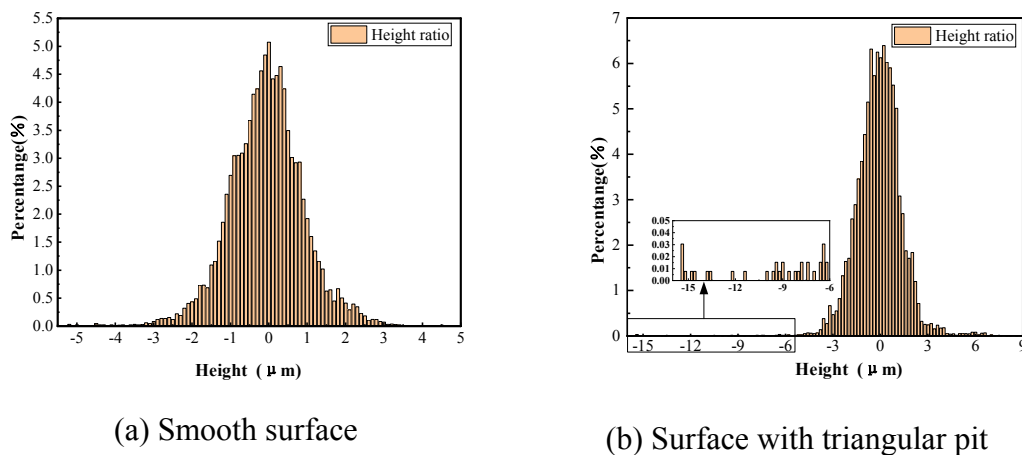 5.5
5.0
4.5
4.0
3.5
3.0
2.5
2.0
1.5
1.0
0.5
0.0
Percentange(%)
Height ratio
-5 -4 -3 -2 -1 0 1 2 3 4 5
Height ( μ m)
(a) Smooth surface
7
6
5
4
3
2
1
0
Percentange(%)
Height ratio
0.05
0.04
0.03
0.02
0.01
0.00
-15 -12 -9 -6
-15 -12 -9 -6 -3 0 3 6 9
Height ( μ m)
(b) Surface with triangular pit